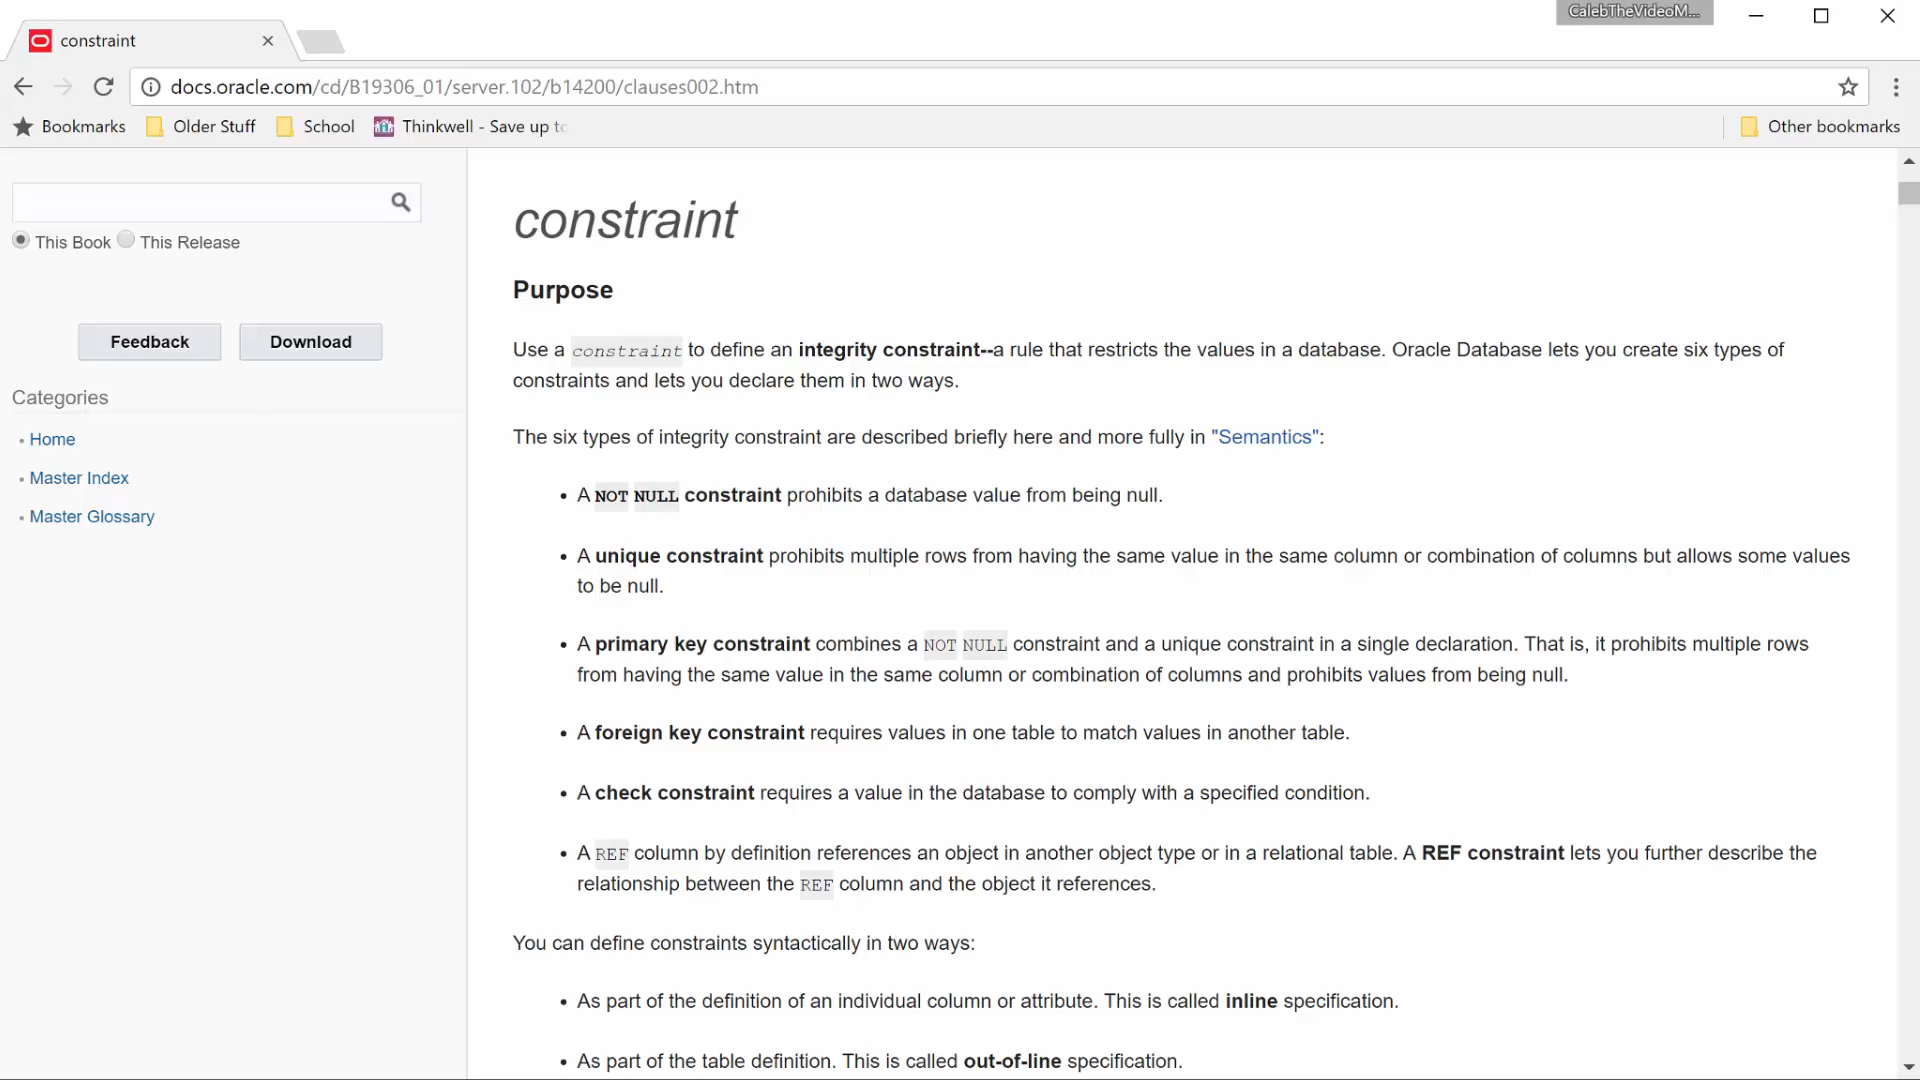 CalebTheVideoM...
constraint
docs.oracle.com/cd/B19306_01/server.102/b14200/clauses002.htm
Bookmarks
Older Stuff
School
Thinkwell - Save up to
Other bookmarks
This Book
This Release
Feedback
Download
Categories
Home
Master Index
Master Glossary
constraint
Purpose
Use a constraint to define an integrity constraint--a rule that restricts the values in a database. Oracle Database lets you create six types of
constraints and lets you declare them in two ways.
The six types of integrity constraint are described briefly here and more fully in "Semantics":
• A NOT NULL constraint prohibits a database value from being null.
• A unique constraint prohibits multiple rows from having the same value in the same column or combination of columns but allows some values
to be null.
• A primary key constraint combines a NOT NULL constraint and a unique constraint in a single declaration. That is, it prohibits multiple rows
from having the same value in the same column or combination of columns and prohibits values from being null.
• A foreign key constraint requires values in one table to match values in another table.
• A check constraint requires a value in the database to comply with a specified condition.
• A REF column by definition references an object in another object type or in a relational table. A REF constraint lets you further describe the
relationship between the REF column and the object it references.
You can define constraints syntactically in two ways:
• As part of the definition of an individual column or attribute. This is called inline specification.
• As part of the table definition. This is called out-of-line specification.